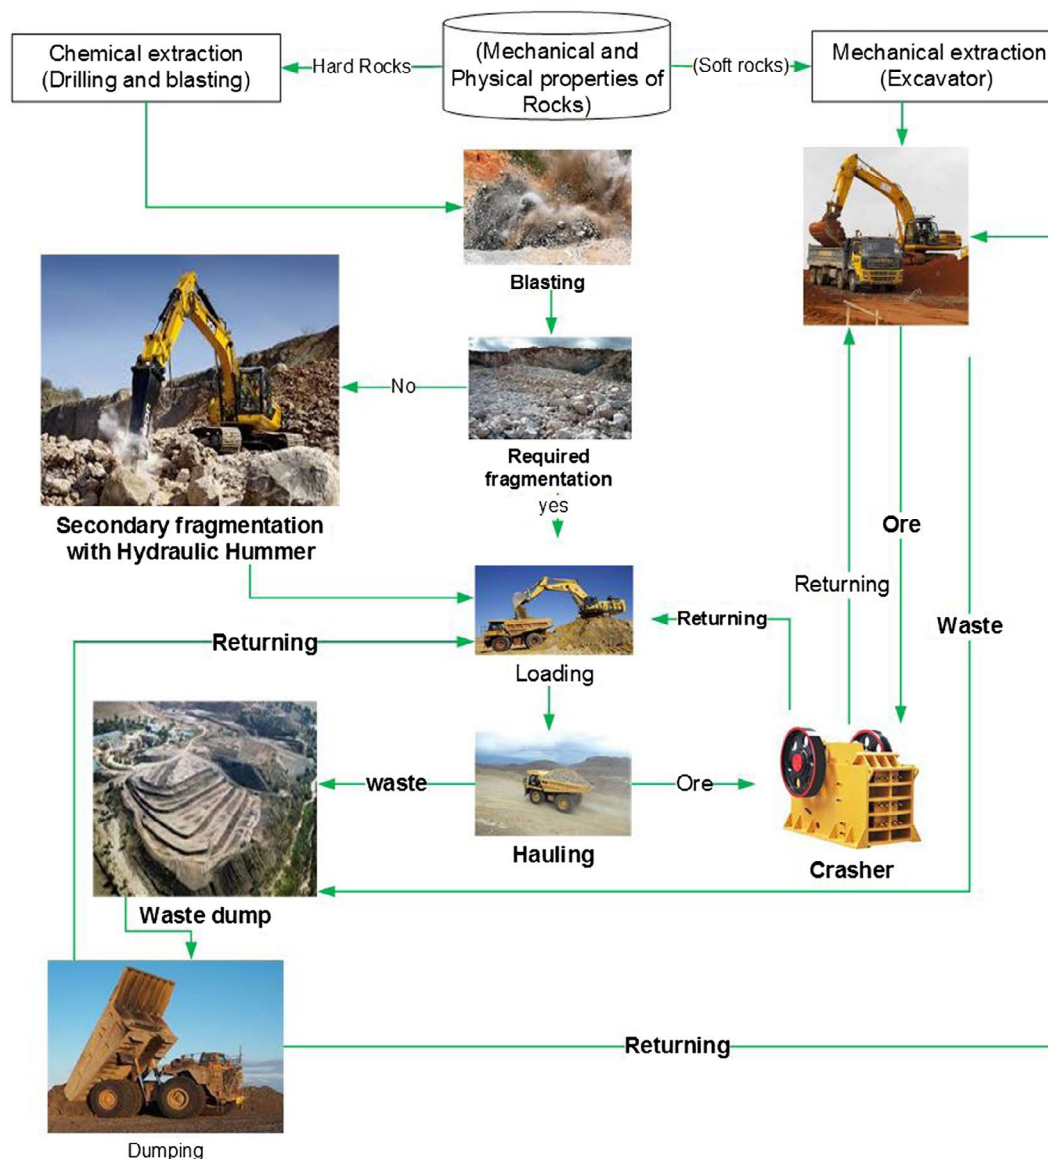 Chemical extraction
(Drilling and blasting)
Hard Rocks
(Mechanical and
Physical properties of
Rocks)
(Soft rocks)
Mechanical extraction
(Excavator)
Blasting
No
Required
fragmentation
yes
Secondary fragmentation
with Hydraulic Hummer
Ore
Returning
Waste
Returning
Returning
Loading
waste
Ore
Hauling
Crasher
Waste dump
Returning
Dumping